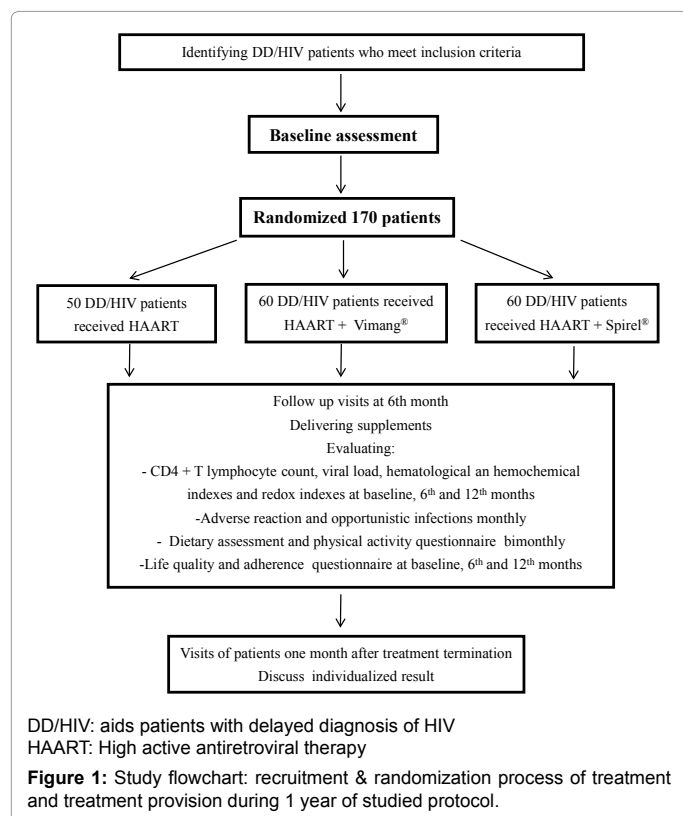 Identifying DD/HIV patients who meet inclusion criteria
Baseline assessment
Randomized 170 patients
50 DD/HIV patients
received HAART
60 DD/HIV patients received
HAART + Vimang®
60 DD/HIV patients
received HAART + Spirel®
Follow up visits at 6th month
Delivering supplements
Evaluating:
- CD4 + T lymphocyte count, viral load, hematological an hemochemical
indexes and redox indexes at baseline, 6th and 12th months
-Adverse reaction and opportunistic infections monthly
- Dietary assessment and physical activity questionnaire bimonthly
-Life quality and adherence questionnaire at baseline, 6th and 12th months
Visits of patients one month after treatment termination
Discuss individualized result
DD/HIV: aids patients with delayed diagnosis of HIV
HAART: High active antiretroviral therapy
Figure 1: Study flowchart: recruitment & randomization process of treatment
and treatment provision during 1 year of studied protocol.